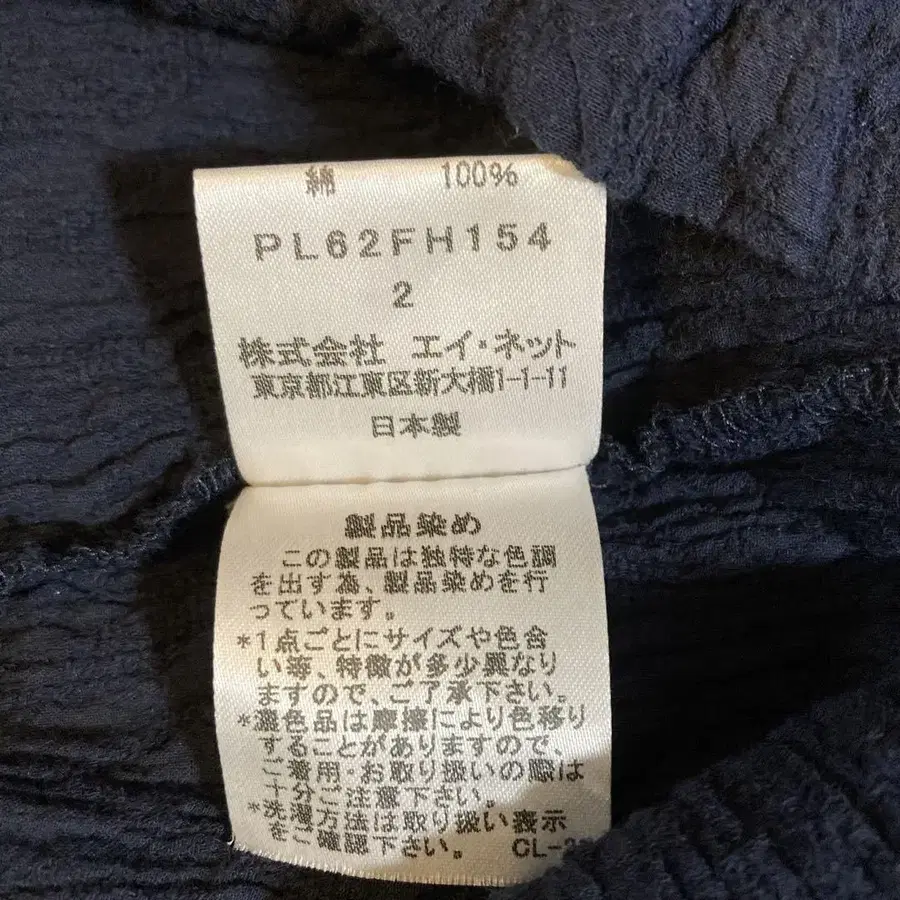 綿 100%
PL62FH154
2
株式会社 エイ・ネット
東京都江東区新大橋1-1-11
日本製
製品染め
この製品は独特な色調
を出す為、製品染めを行
っています。
*1点ごとにサイズや色合
い等、特徴が多少異なり
ますので、ご了承下さい。
*濃色品は摩擦により色移り
することがありますので、
ご着用・お取り扱いの際は
十分ご注意下さい。
*洗濯方法は取り扱い表示
をご確認下さい。